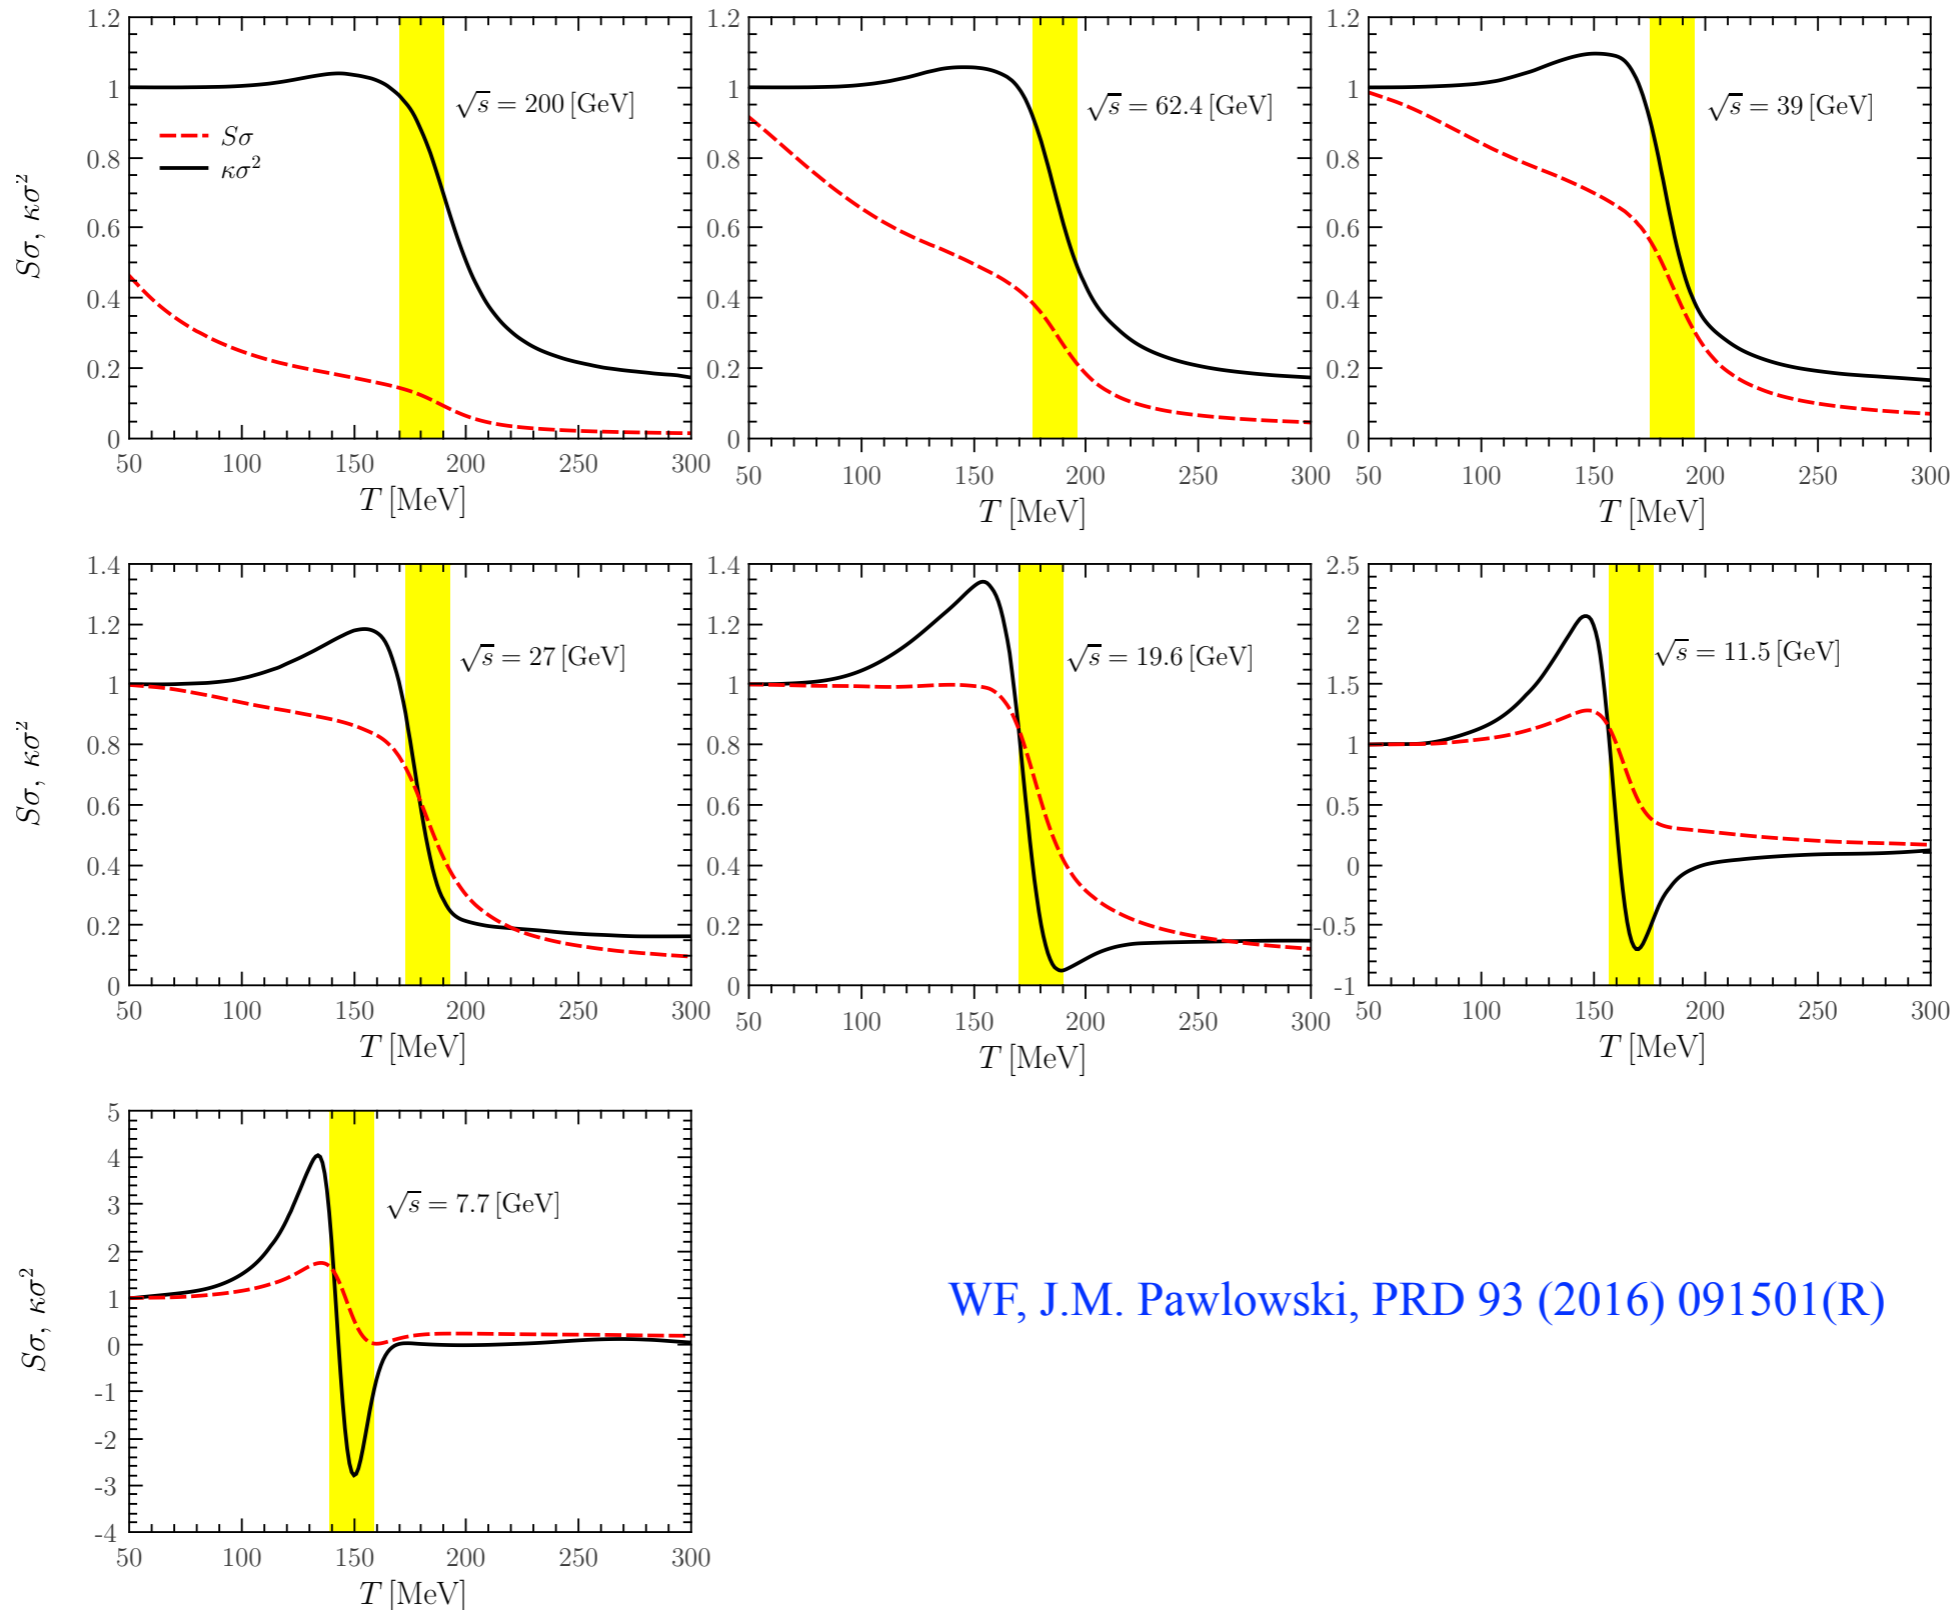 1.2
1
0.8
0.6
0.4
0.2
0
Sσ, κσ²
√s = 200 [GeV]
Sσ
κσ²
50 100 150 200 250 300
T [MeV]
1.2
1
0.8
0.6
0.4
0.2
0
√s = 62.4 [GeV]
50 100 150 200 250 300
T [MeV]
1.2
1
0.8
0.6
0.4
0.2
0
√s = 39 [GeV]
50 100 150 200 250 300
T [MeV]
1.4
1.2
1
0.8
0.6
0.4
0.2
0
Sσ, κσ²
√s = 27 [GeV]
50 100 150 200 250 300
T [MeV]
1.4
1.2
1
0.8
0.6
0.4
0.2
0
√s = 19.6 [GeV]
50 100 150 200 250 300
T [MeV]
2.5
2
1.5
1
0.5
0
-0.5
-1
√s = 11.5 [GeV]
50 100 150 200 250 300
T [MeV]
5
4
3
2
1
0
-1
-2
-3
-4
Sσ, κσ²
√s = 7.7 [GeV]
50 100 150 200 250 300
T [MeV]
WF, J.M. Pawlowski, PRD 93 (2016) 091501(R)